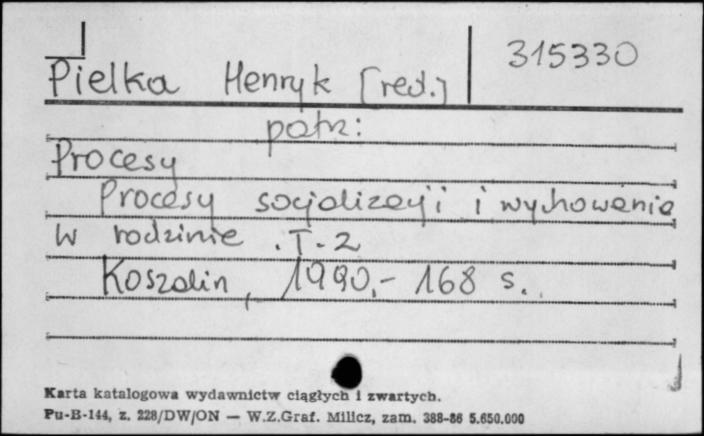 315330
Pielka Henryk [red.]
patrz:
Procesy
Procesy socjalizacji i wychowania
w rodzinie . T. 2
Koszalin, 1990.- 168 s.
Karta katalogowa wydawnictw ciągłych i zwartych.
Pu-B-144, z. 228/DW/ON — W.Z.Graf. Milicz, zam. 388-86 5.650.000